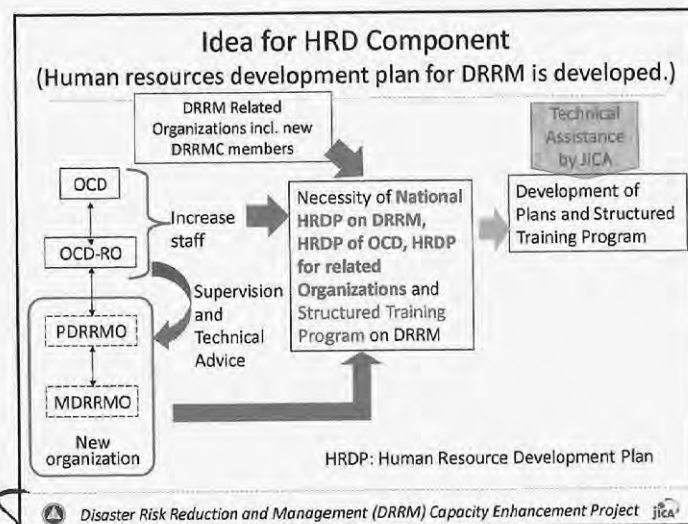 Idea for HRD Component
(Human resources development plan for DRRM is developed.)
DRRM Related
Organizations incl. new
DRRMC members
Technical
Assistance
by JICA
OCD
OCD-RO
Increase
staff
Necessity of National
HRDP on DRRM,
HRDP of OCD, HRDP
for related
Organizations and
Structured Training
Program on DRRM
Development of
Plans and Structured
Training Program
Supervision
and
Technical
Advice
PDRRMO
MDRRMO
New
organization
HRDP: Human Resource Development Plan
Disaster Risk Reduction and Management (DRRM) Capacity Enhancement Project
jICA